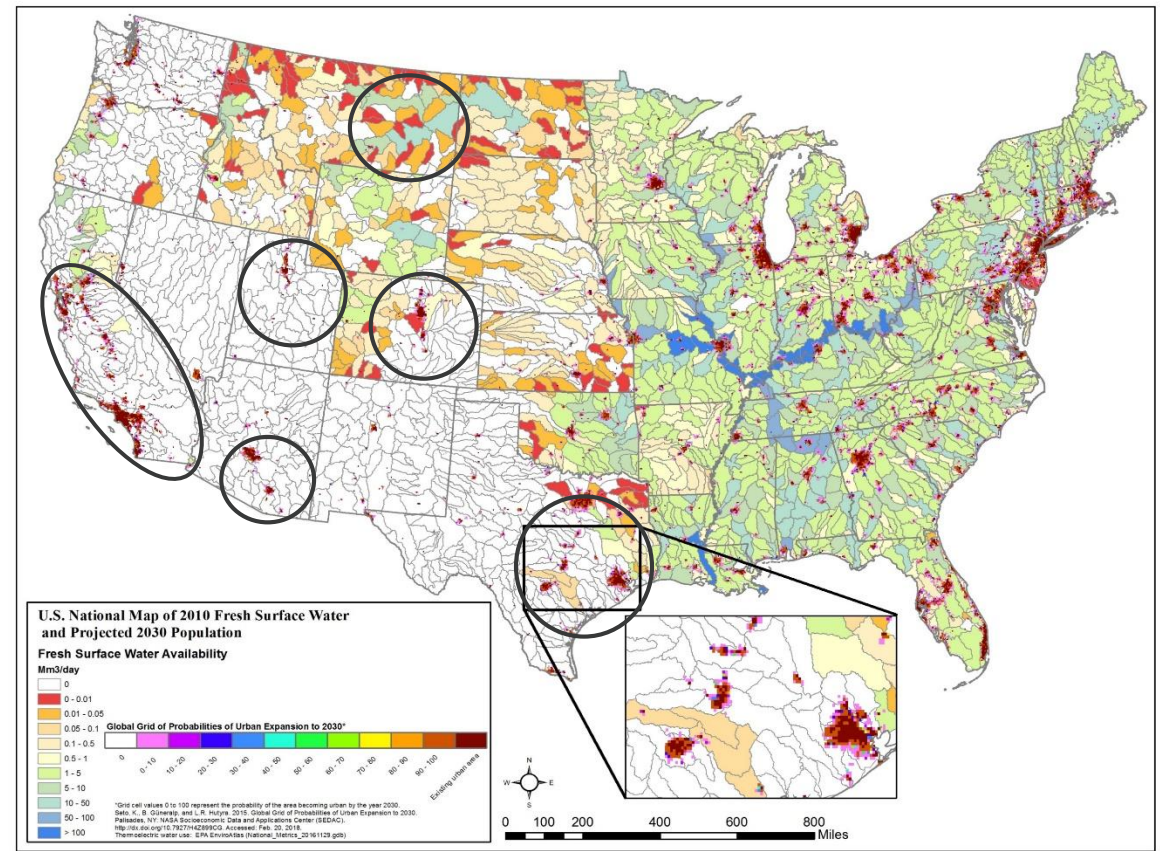 U.S. National Map of 2010 Fresh Surface Water
and Projected 2030 Population
Fresh Surface Water Availability
Mm3/day
0
0 - 0.01
0.01 - 0.05
0.05 - 0.1
0.1 - 0.5
0.5 - 1
1 - 5
5 - 10
10 - 50
50 - 100
> 100
Global Grid of Probabilities of Urban Expansion to 2030*
0
0 - 10
10 - 20
20 - 30
30 - 40
40 - 50
50 - 60
60 - 70
70 - 80
80 - 90
90 - 100
Existing urban area
*Grid cell values 0 to 100 represent the probability of the area becoming urban by the year 2030.
Seto, K., B. Güneralp, and L.R. Hutyra. 2015. Global Grid of Probabilities of Urban Expansion to 2030.
Palisades, NY: NASA Socioeconomic Data and Applications Center (SEDAC).
http://dx.doi.org/10.7927/H4Z899CG. Accessed: Feb. 20, 2018.
Thermoelectric water use: EPA EnviroAtlas (National_Metrics_20161129.gdb)
N
W E
S
0 100 200 400 600 800
Miles